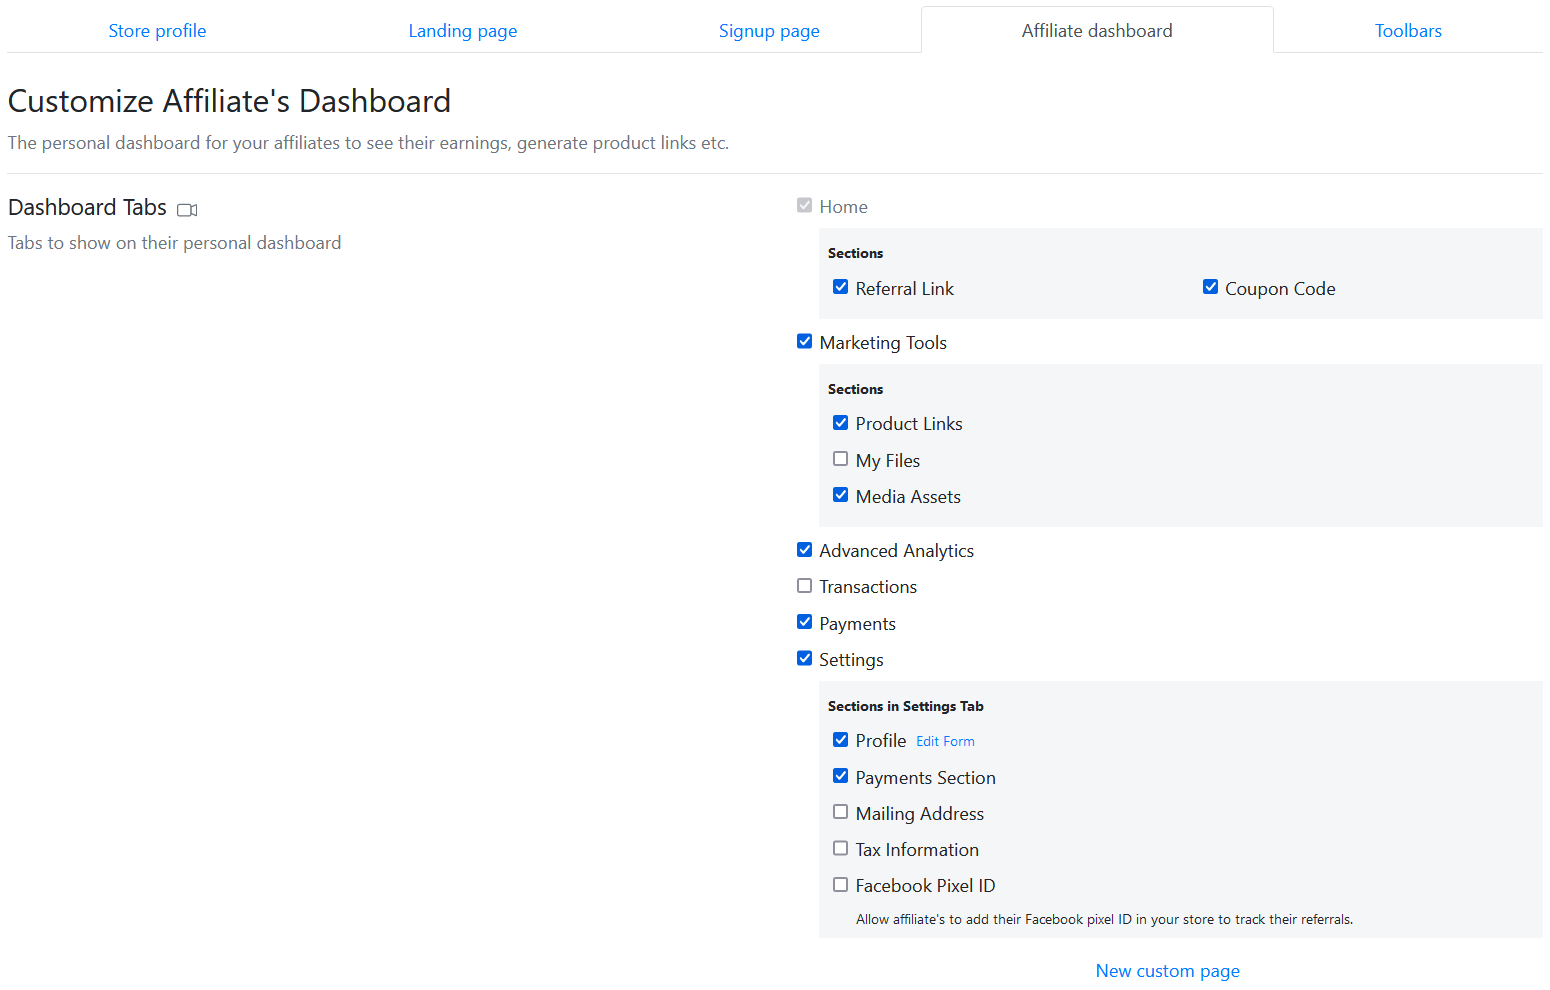 Store profile
Landing page
Signup page
Affiliate dashboard
Toolbars
Customize Affiliate's Dashboard
The personal dashboard for your affiliates to see their earnings, generate product links etc.
Dashboard Tabs
Tabs to show on their personal dashboard
Home
Sections
Referral Link
Coupon Code
Marketing Tools
Sections
Product Links
My Files
Media Assets
Advanced Analytics
Transactions
Payments
Settings
Sections in Settings Tab
Profile Edit Form
Payments Section
Mailing Address
Tax Information
Facebook Pixel ID
Allow affiliate's to add their Facebook pixel ID in your store to track their referrals.
New custom page